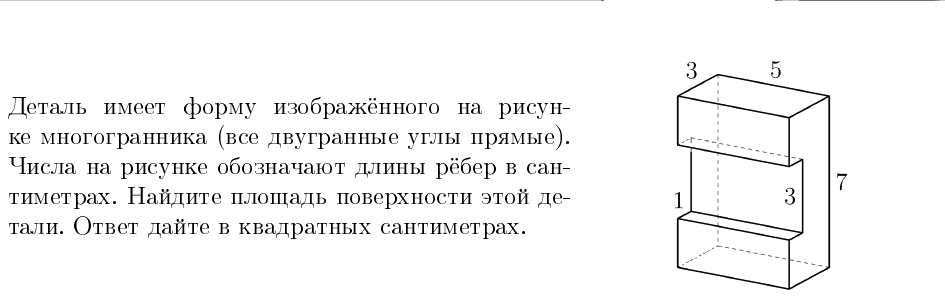 3 5
Деталь имеет форму изображённого на рисун-
ке многогранника (все двугранные углы прямые).
Числа на рисунке обозначают длины рёбер в сан-
тиметрах. Найдите площадь поверхности этой де-
тали. Ответ дайте в квадратных сантиметрах.
7
3
1